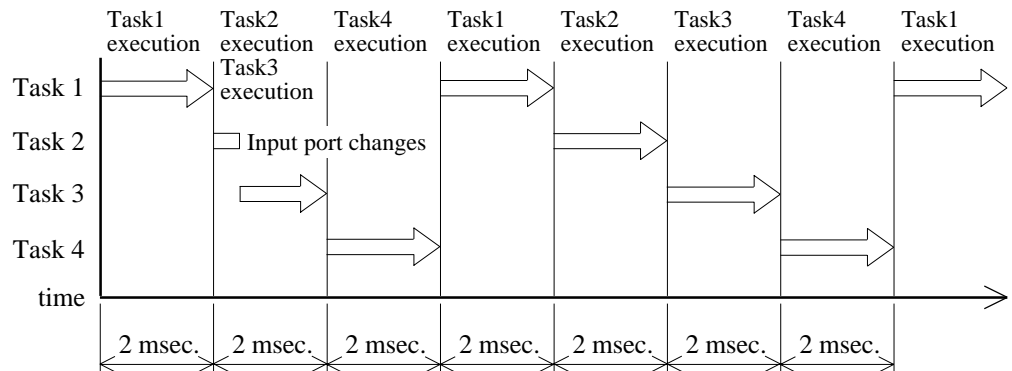 Task1 Task2 Task4 Task1 Task2 Task3 Task4 Task1
execution execution execution execution execution execution execution execution
Task3
Task 1 execution
Task 2 Input port changes
Task 3
Task 4
time
2 msec. 2 msec. 2 msec. 2 msec. 2 msec. 2 msec. 2 msec.